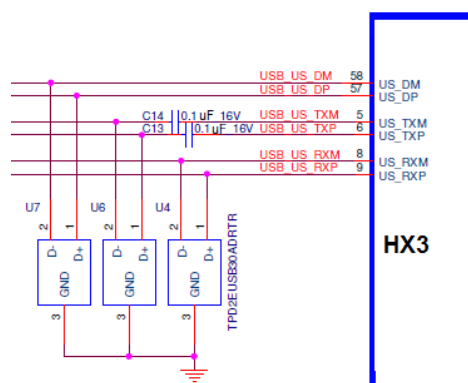 USB_US_DM 58 US_DM
USB_US_DP 57 US_DP
C14 0.1uF 16V USB_US_TXM 5 US_TXM
C13 0.1uF 16V USB_US_TXP 6 US_TXP
USB_US_RXM 8 US_RXM
USB_US_RXP 9 US_RXP
HX3
U7 U6 U4
2 1 2 1 2 1
D- D+ D- D+ D- D+
GND GND GND
3 3 3
TPD2EUSB30ADRTR